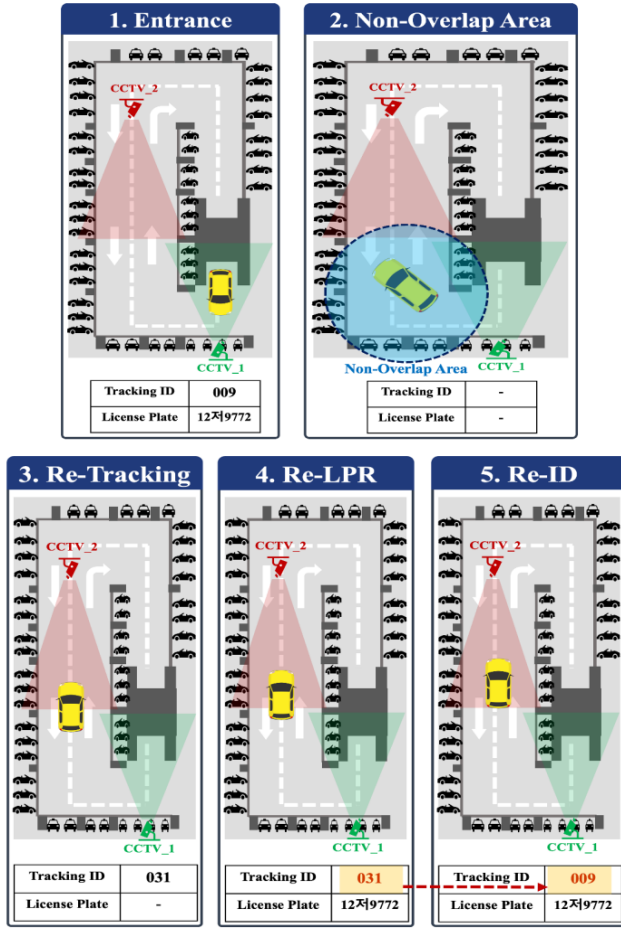 1. Entrance
CCTV_2
CCTV_1
Tracking ID 009
License Plate 12저9772
2. Non-Overlap Area
CCTV_2
Non-Overlap Area
CCTV_1
Tracking ID -
License Plate -
3. Re-Tracking
CCTV_2
CCTV_1
Tracking ID 031
License Plate -
4. Re-LPR
CCTV_2
CCTV_1
Tracking ID 031
License Plate 12저9772
5. Re-ID
CCTV_2
CCTV_1
Tracking ID 009
License Plate 12저9772